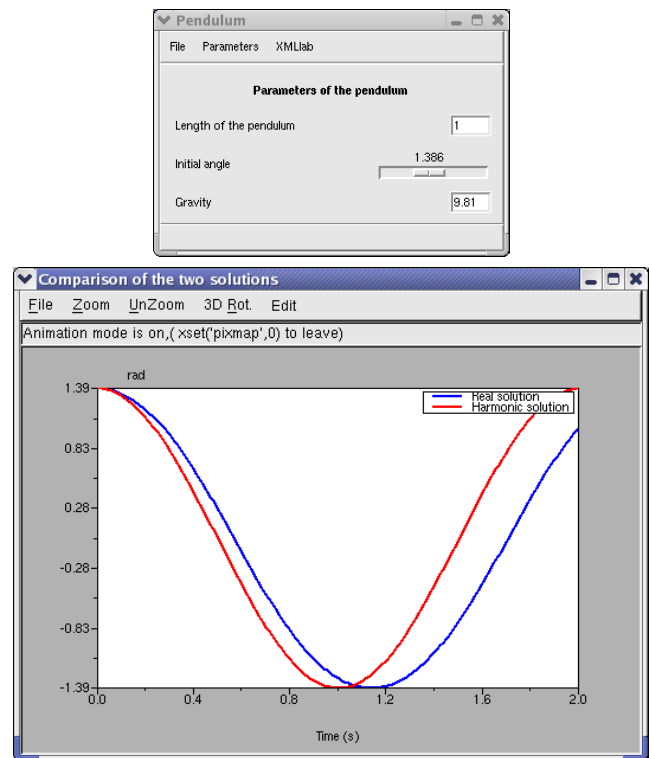 Pendulum
File Parameters XMLlab
Parameters of the pendulum
Length of the pendulum 1
1.386
Initial angle
Gravity 9.81
Comparison of the two solutions
File Zoom UnZoom 3D Rot. Edit
Animation mode is on,( xset('pixmap',0) to leave)
rad
1.39
Real solution
Harmonic solution
0.83
0.28
-0.28
-0.83
-1.39
0.0 0.4 0.8 1.2 1.6 2.0
Time (s)